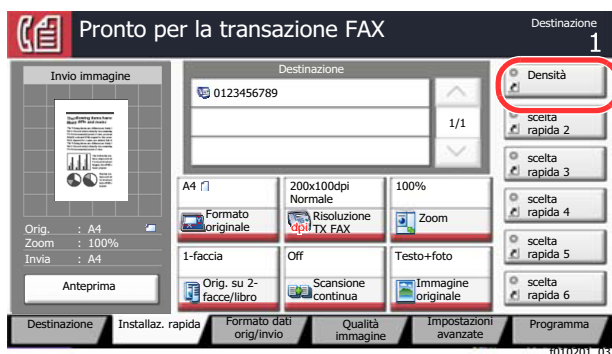 Pronto per la transazione FAX
Destinazione
1
Invio immagine
Orig. : A4
Zoom : 100%
Invia : A4
Anteprima
Destinazione
0123456789
1/1
A4
Formato
originale
200x100dpi
Normale
dpi
Risoluzione
TX FAX
100%
Zoom
1-faccia
Orig. su 2-
facce/libro
Off
Scansione
continua
Testo+foto
Immagine
originale
Densità
scelta
rapida 2
scelta
rapida 3
scelta
rapida 4
scelta
rapida 5
scelta
rapida 6
Destinazione
Installaz. rapida
Formato dati
orig/invio
Qualità
immagine
Impostazioni
avanzate
Programma
f010201_03